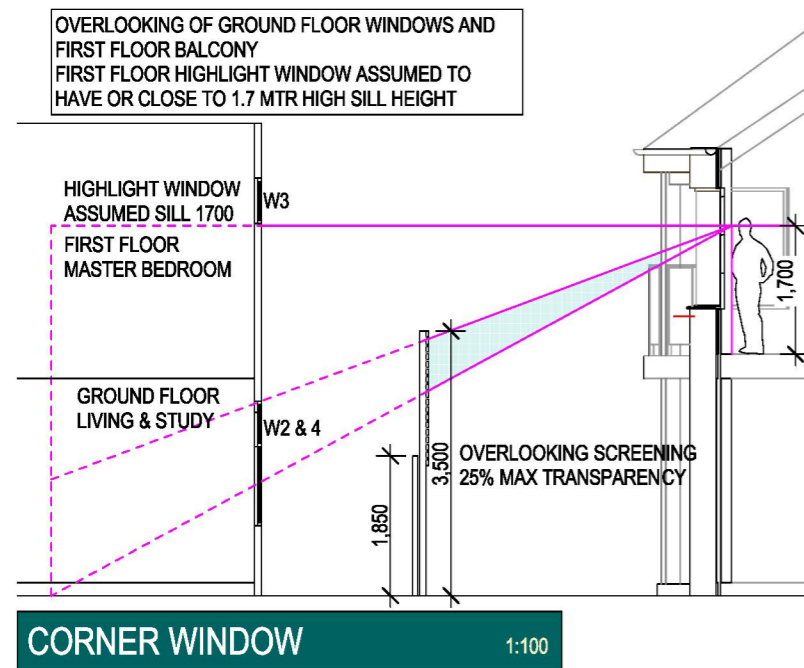 OVERLOOKING OF GROUND FLOOR WINDOWS AND
FIRST FLOOR BALCONY
FIRST FLOOR HIGHLIGHT WINDOW ASSUMED TO
HAVE OR CLOSE TO 1.7 MTR HIGH SILL HEIGHT
HIGHLIGHT WINDOW
ASSUMED SILL 1700
W3
FIRST FLOOR
MASTER BEDROOM
1,700
GROUND FLOOR
LIVING & STUDY
W2 & 4
3,500
OVERLOOKING SCREENING
25% MAX TRANSPARENCY
1,850
CORNER WINDOW
1:100